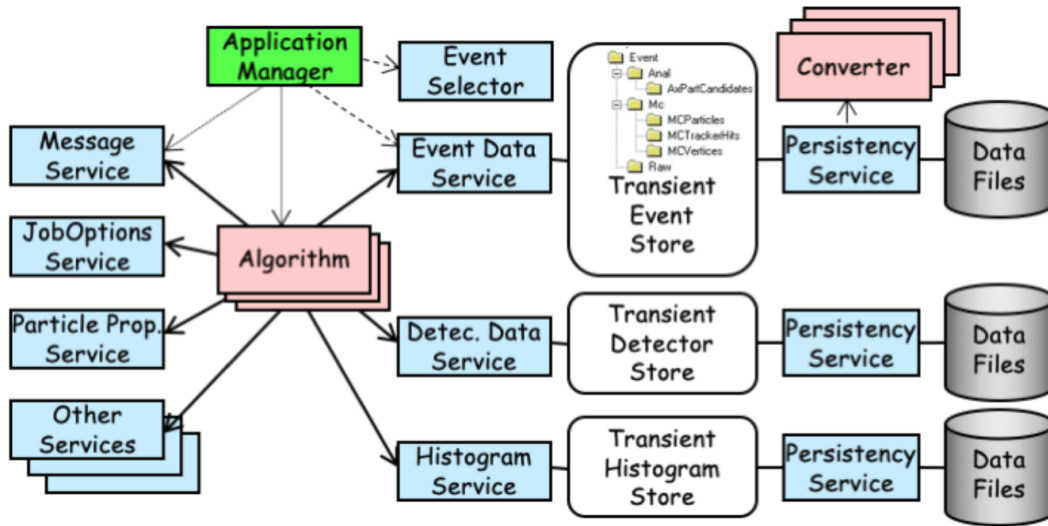 Application
Manager
Event
Selector
Event
Anal
AxPartCandidates
Mc
MCParticles
MCTrackerHits
MCVertices
Raw
Transient
Event
Store
Converter
Message
Service
Event Data
Service
Persistency
Service
Data
Files
JobOptions
Service
Algorithm
Particle Prop.
Service
Detec. Data
Service
Transient
Detector
Store
Persistency
Service
Data
Files
Other
Services
Histogram
Service
Transient
Histogram
Store
Persistency
Service
Data
Files